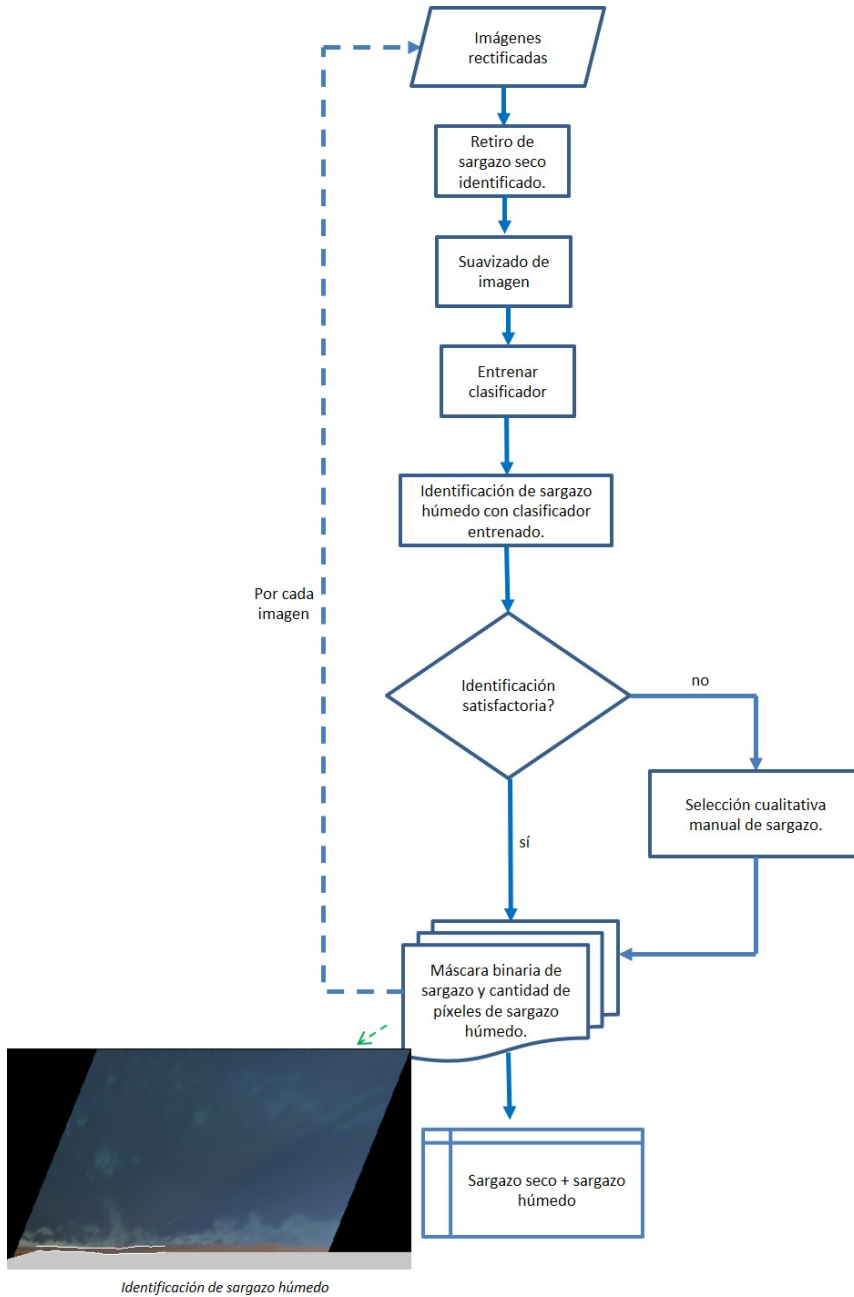 Imágenes
rectificadas
Retiro de
sargazo seco
identificado.
Suavizado de
imagen
Entrenar
clasificador
Identificación de sargazo
húmedo con clasificador
entrenado.
Por cada
imagen
Identificación
satisfactoria?
no
Selección cualitativa
manual de sargazo.
sí
Máscara binaria de
sargazo y cantidad de
píxeles de sargazo
húmedo.
Sargazo seco + sargazo
húmedo
Identificación de sargazo húmedo